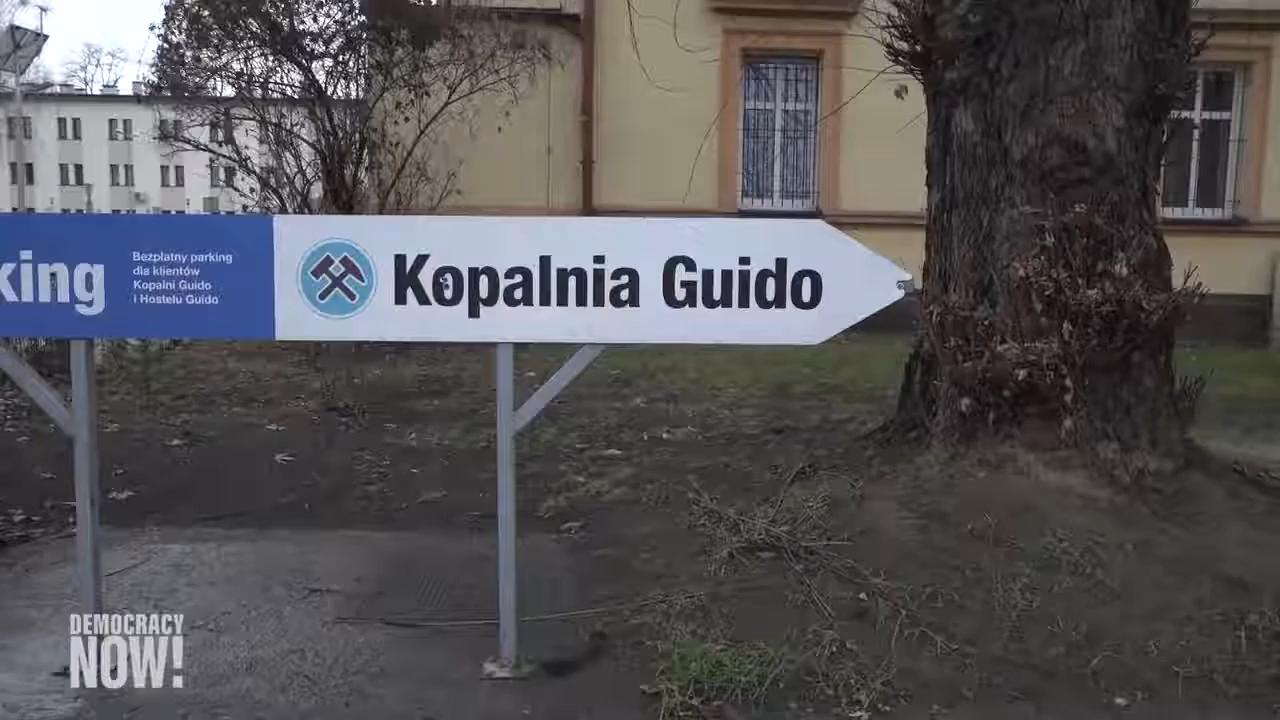 king
Bezpłatny parking
dla klientów
Kopalni Guido
i Hostelu Guido
Kopalnia Guido
DEMOCRACY
NOW!